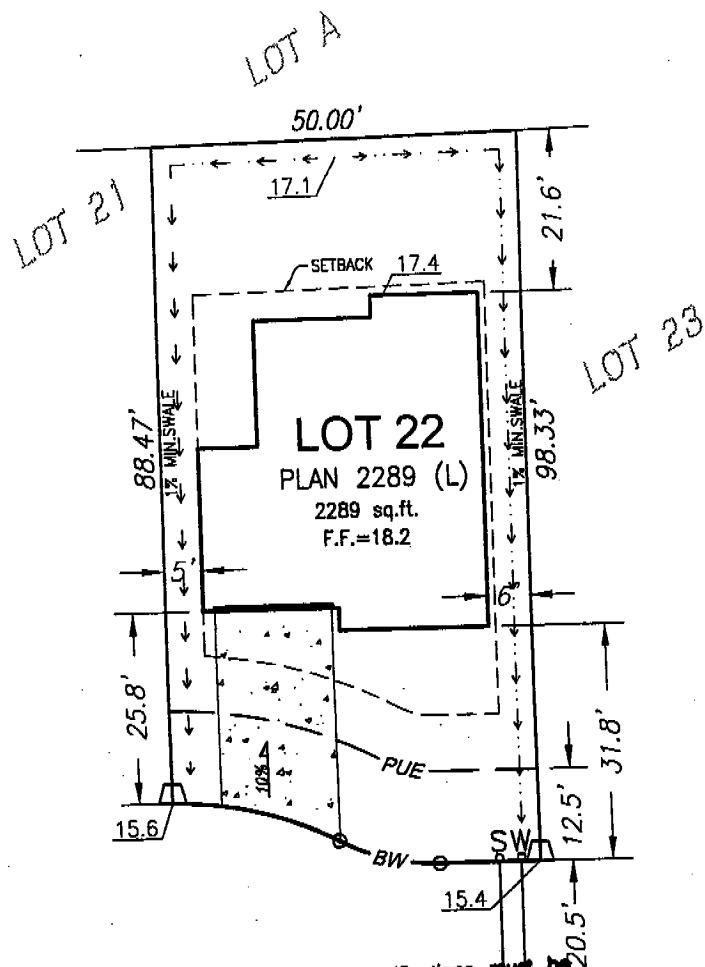 LOT A
50.00'
LOT 21
17.1
21.6'
SETBACK
17.4
LOT 23
88.47'
1% MIN.SWALE
LOT 22
PLAN 2289 (L)
2289 sq.ft.
F.F.=18.2
1% MIN.SWALE
98.33'
5'
6'
25.8'
10%
PUE
31.8'
12.5'
15.6
BW
S W
15.4
20.5'